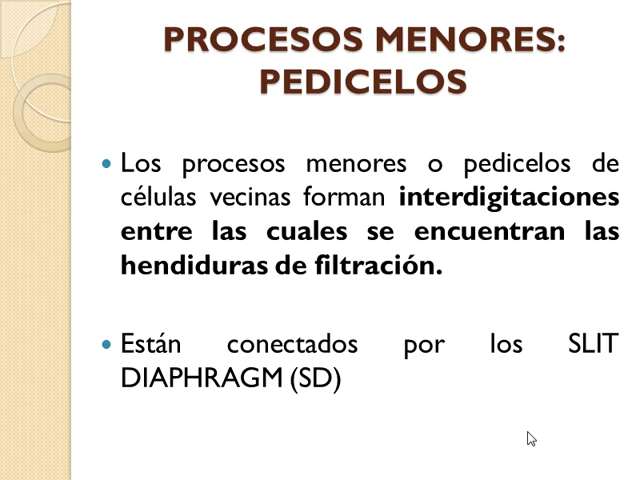 PROCESOS MENORES:
PEDICELOS
Los procesos menores o pedicelos de
células vecinas forman interdigitaciones
entre las cuales se encuentran las
hendiduras de filtración.
Están conectados por los SLIT
DIAPHRAGM (SD)